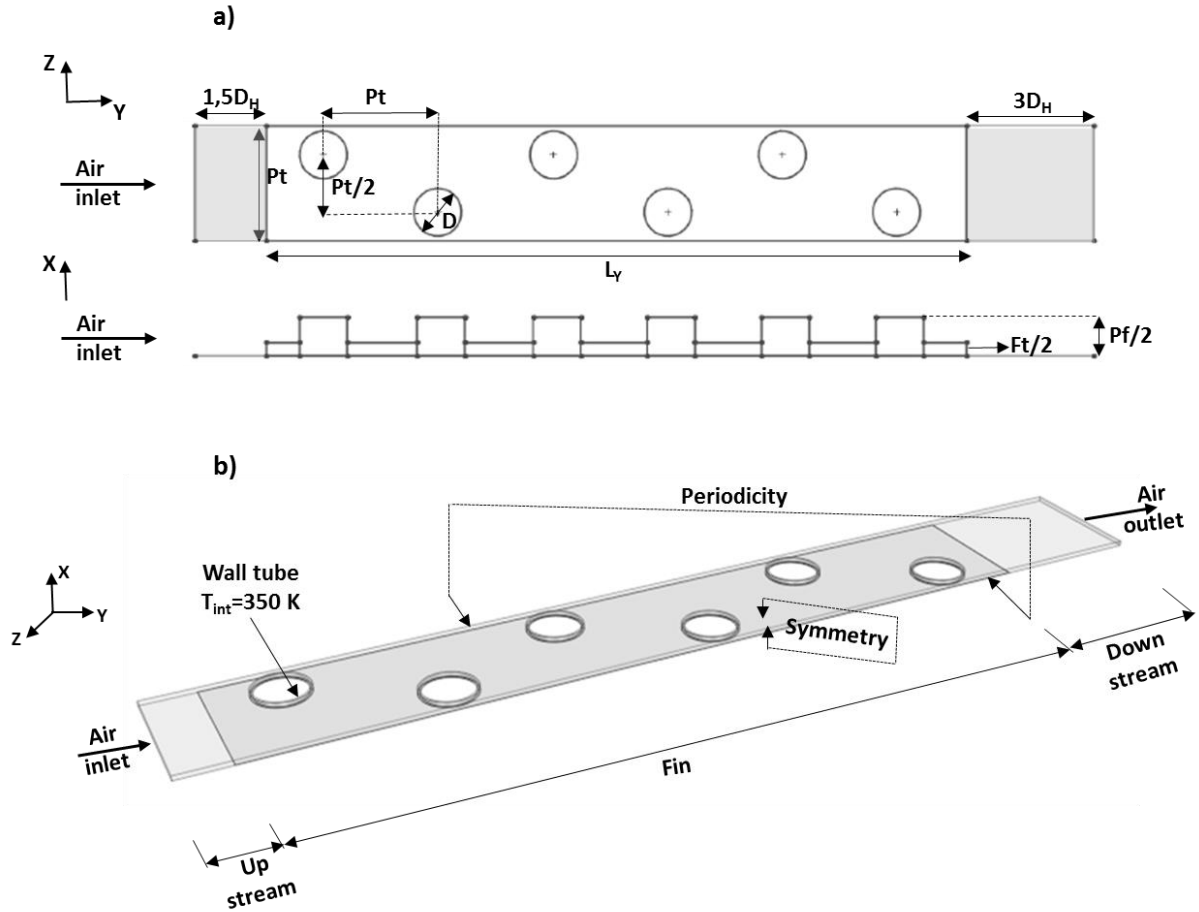 a)
Z
Y
1,5D_H
Pt
3D_H
Air
inlet
Pt
Pt/2
D
L_Y
X
Air
inlet
Ft/2
Pf/2
b)
Periodicity
Air
outlet
Wall tube
T_int=350 K
X
Y
Z
Symmetry
Down
stream
Air
inlet
Fin
Up
stream